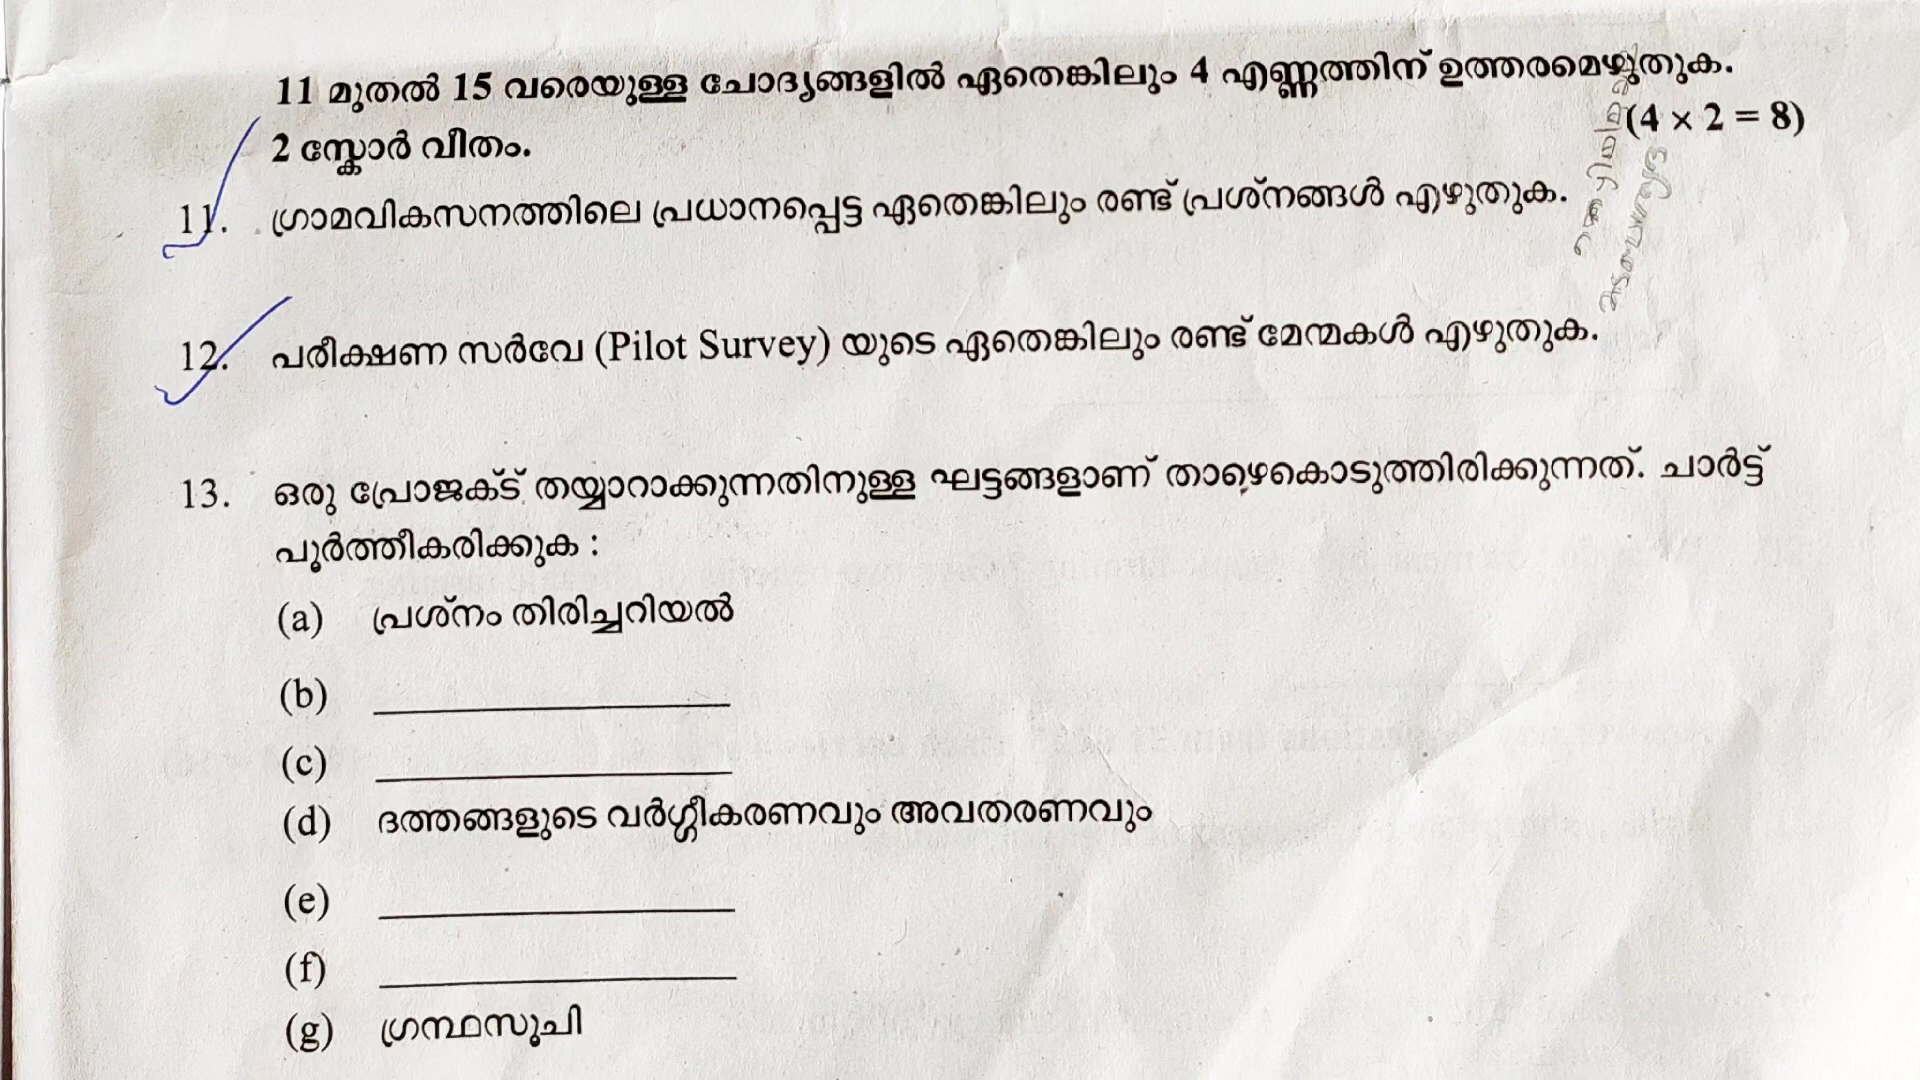 11 മുതൽ 15 വരെയുള്ള ചോദ്യങ്ങളിൽ ഏതെങ്കിലും 4 എണ്ണത്തിന് ഉത്തരമെഴുതുക.
2 സ്കോർ വീതം. (4 × 2 = 8)
11. ഗ്രാമവികസനത്തിലെ പ്രധാനപ്പെട്ട ഏതെങ്കിലും രണ്ട് പ്രശ്നങ്ങൾ എഴുതുക.
12. പരീക്ഷണ സർവേ (Pilot Survey) യുടെ ഏതെങ്കിലും രണ്ട് മേന്മകൾ എഴുതുക.
13. ഒരു പ്രോജക്ട് തയ്യാറാക്കുന്നതിനുള്ള ഘട്ടങ്ങളാണ് താഴെകൊടുത്തിരിക്കുന്നത്. ചാർട്ട്
പൂർത്തീകരിക്കുക :
(a) പ്രശ്നം തിരിച്ചറിയൽ
(b)
(c)
(d) ദത്തങ്ങളുടെ വർഗ്ഗീകരണവും അവതരണവും
(e)
(f)
(g) ഗ്രന്ഥസൂചി